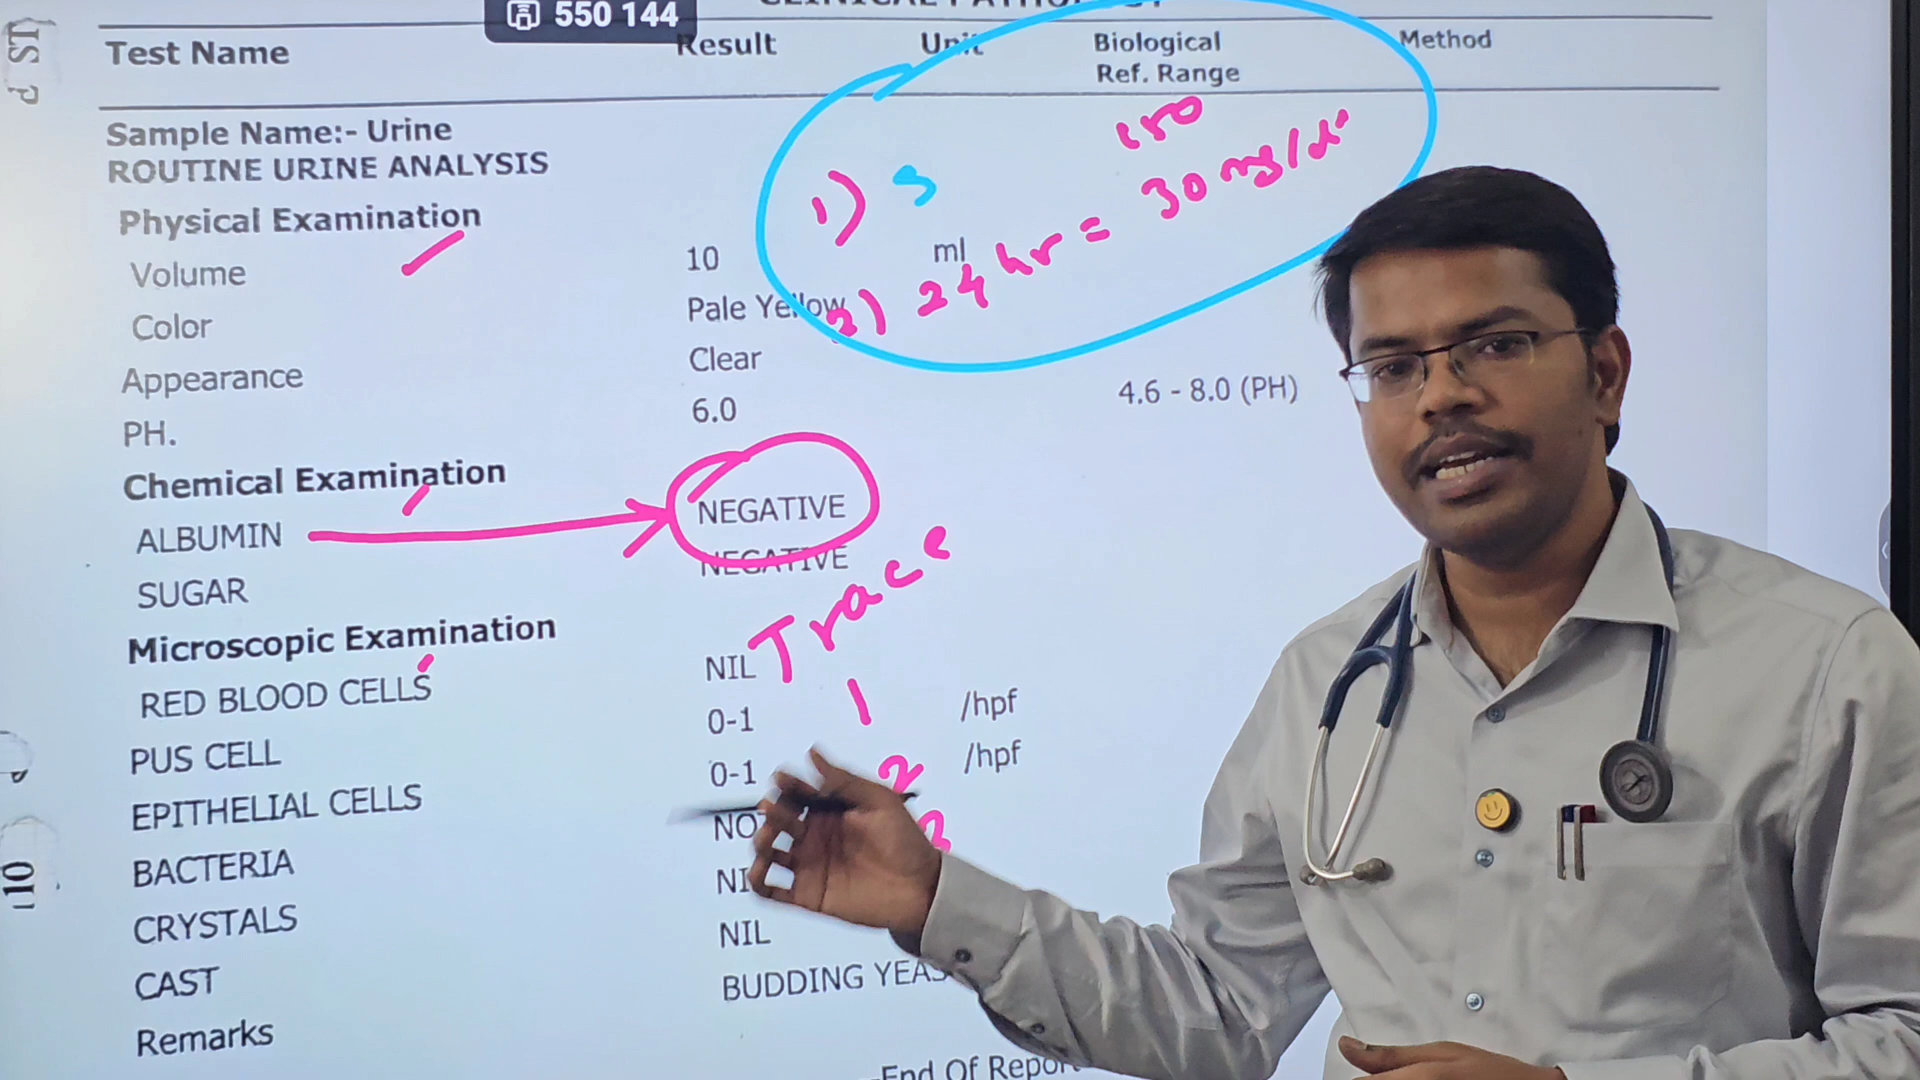 550 144
Test Name Result Unit Biological Ref. Range Method
Sample Name:- Urine
ROUTINE URINE ANALYSIS
Physical Examination
Volume 10 ml
Color Pale Yellow
Appearance Clear
PH. 6.0 4.6 - 8.0 (PH)
Chemical Examination
ALBUMIN NEGATIVE
SUGAR NEGATIVE
Microscopic Examination
RED BLOOD CELLS NIL
PUS CELL 0-1 /hpf
EPITHELIAL CELLS 0-1 /hpf
BACTERIA
CRYSTALS
CAST NIL
Remarks BUDDING
End Of Report
1)
2) 24 hr = 30 mg/
150
Trace
1
2
3